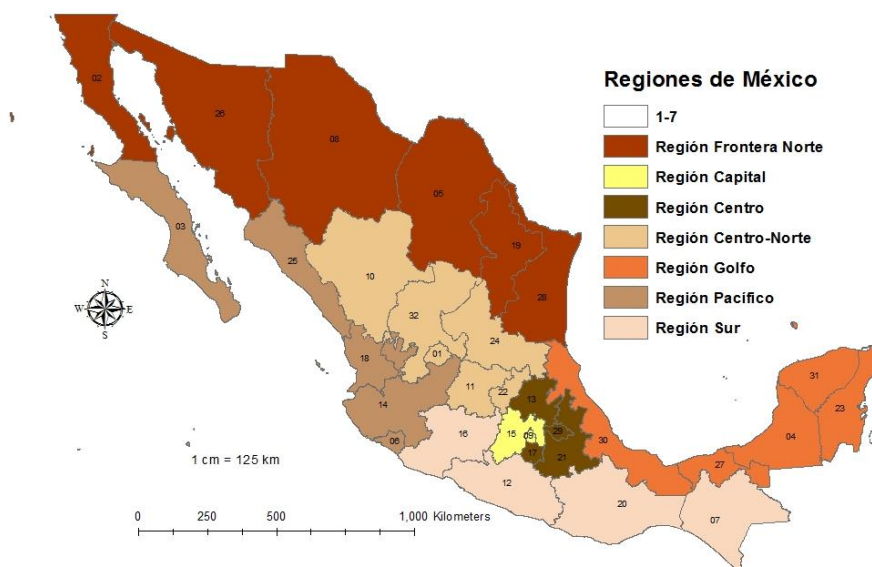 Regiones de México
1-7
Región Frontera Norte
Región Capital
Región Centro
Región Centro-Norte
Región Golfo
Región Pacífico
Región Sur
02
26
08
05
03
19
25
10
28
32
24
01
18
11
22
13
31
14
23
29
15
09
30
04
16
06
17
21
27
12
20
07
N
W
E
S
1 cm = 125 km
0
250
500
1,000 Kilometers